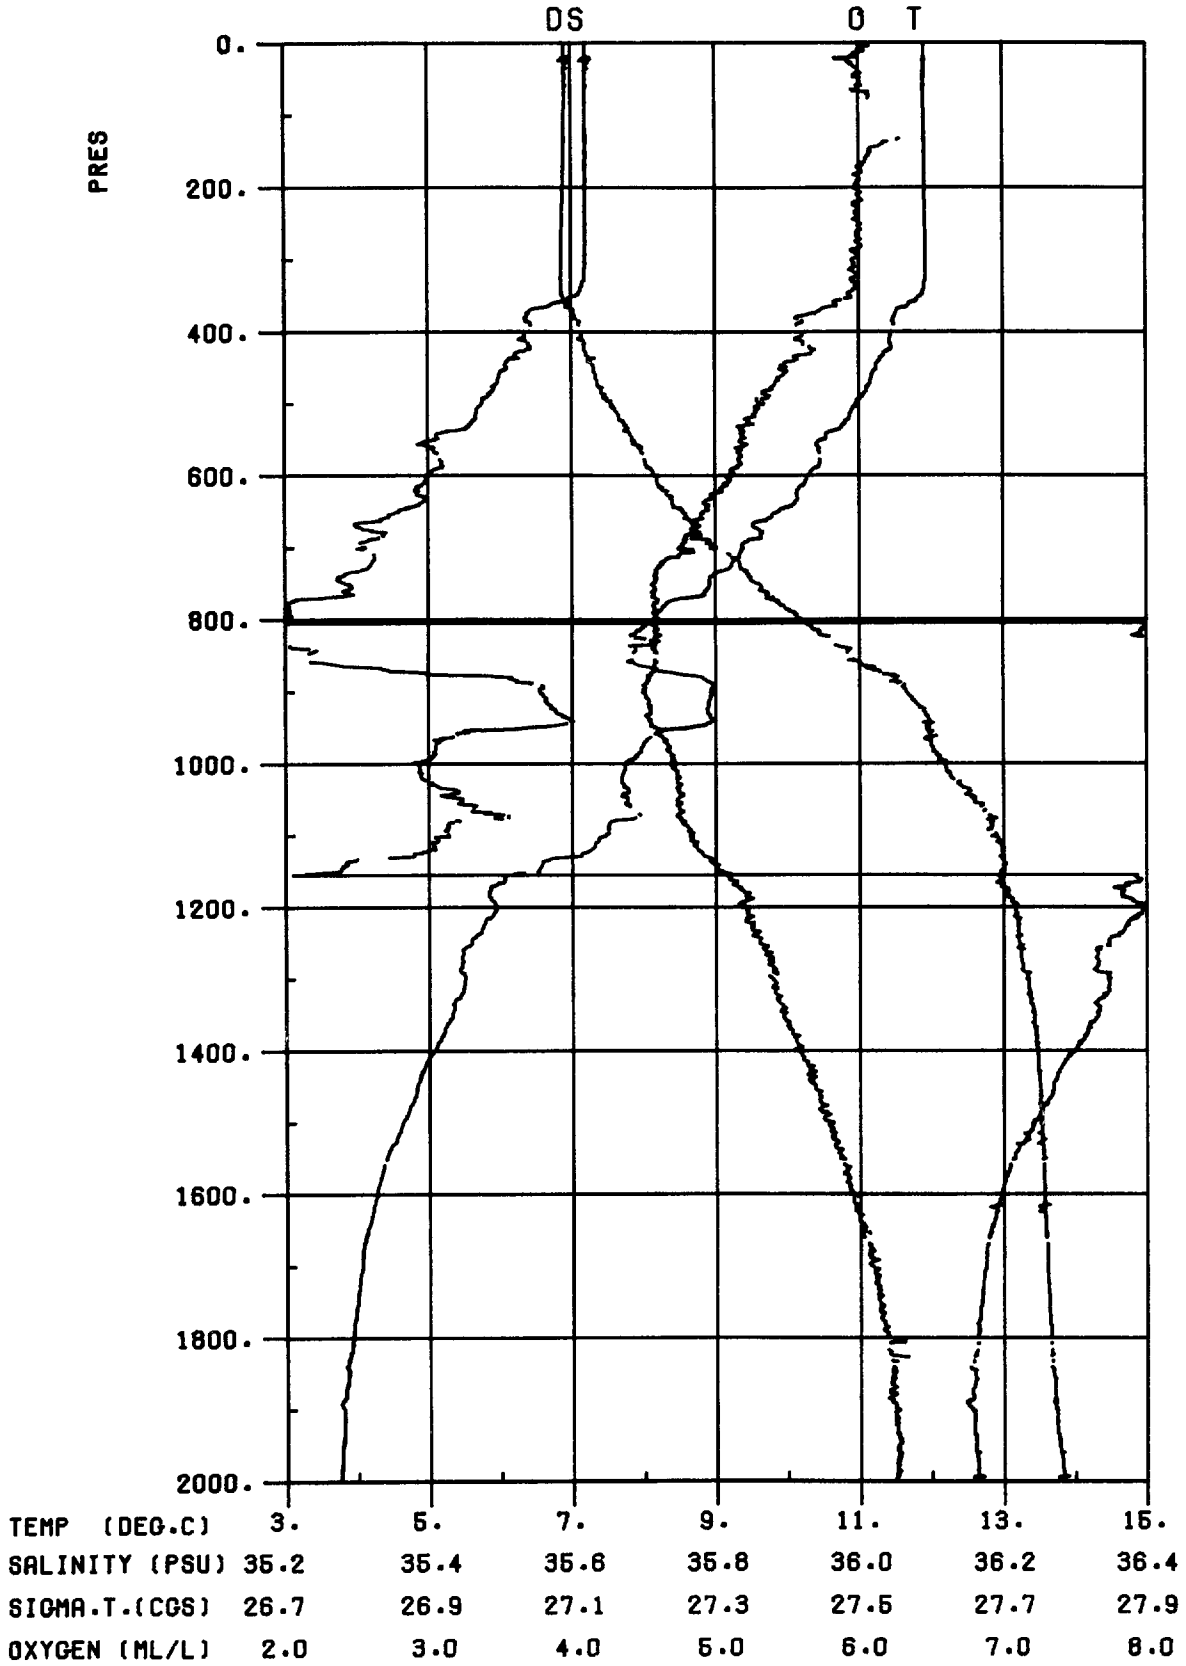 D S O T
0.
PRES
200.
400.
600.
800.
1000.
1200.
1400.
1600.
1800.
2000.
TEMP (DEG.C) 3. 5. 7. 9. 11. 13. 15.
SALINITY (PSU) 35.2 35.4 35.6 35.8 36.0 36.2 36.4
SIGMA.T.(CGS) 26.7 26.9 27.1 27.3 27.5 27.7 27.9
OXYGEN (ML/L) 2.0 3.0 4.0 5.0 6.0 7.0 8.0